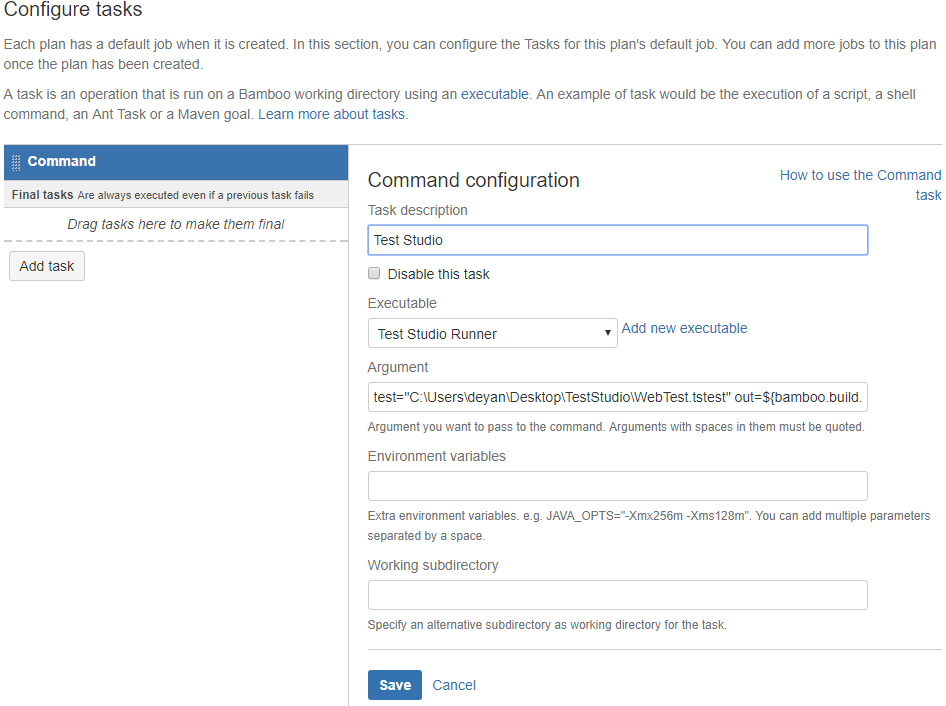 Configure tasks
Each plan has a default job when it is created. In this section, you can configure the Tasks for this plan's default job. You can add more jobs to this plan
once the plan has been created.
A task is an operation that is run on a Bamboo working directory using an executable. An example of task would be the execution of a script, a shell
command, an Ant Task or a Maven goal. Learn more about tasks.
Command
Final tasks Are always executed even if a previous task fails
Drag tasks here to make them final
Add task
Command configuration
How to use the Command
task
Task description
Test Studio
Disable this task
Executable
Test Studio Runner
Add new executable
Argument
test="C:\Users\deyan\Desktop\TestStudio\WebTest.tstest" out=${bamboo.build.
Argument you want to pass to the command. Arguments with spaces in them must be quoted.
Environment variables
Extra environment variables. e.g. JAVA_OPTS="-Xmx256m -Xms128m". You can add multiple parameters
separated by a space.
Working subdirectory
Specify an alternative subdirectory as working directory for the task.
Save
Cancel